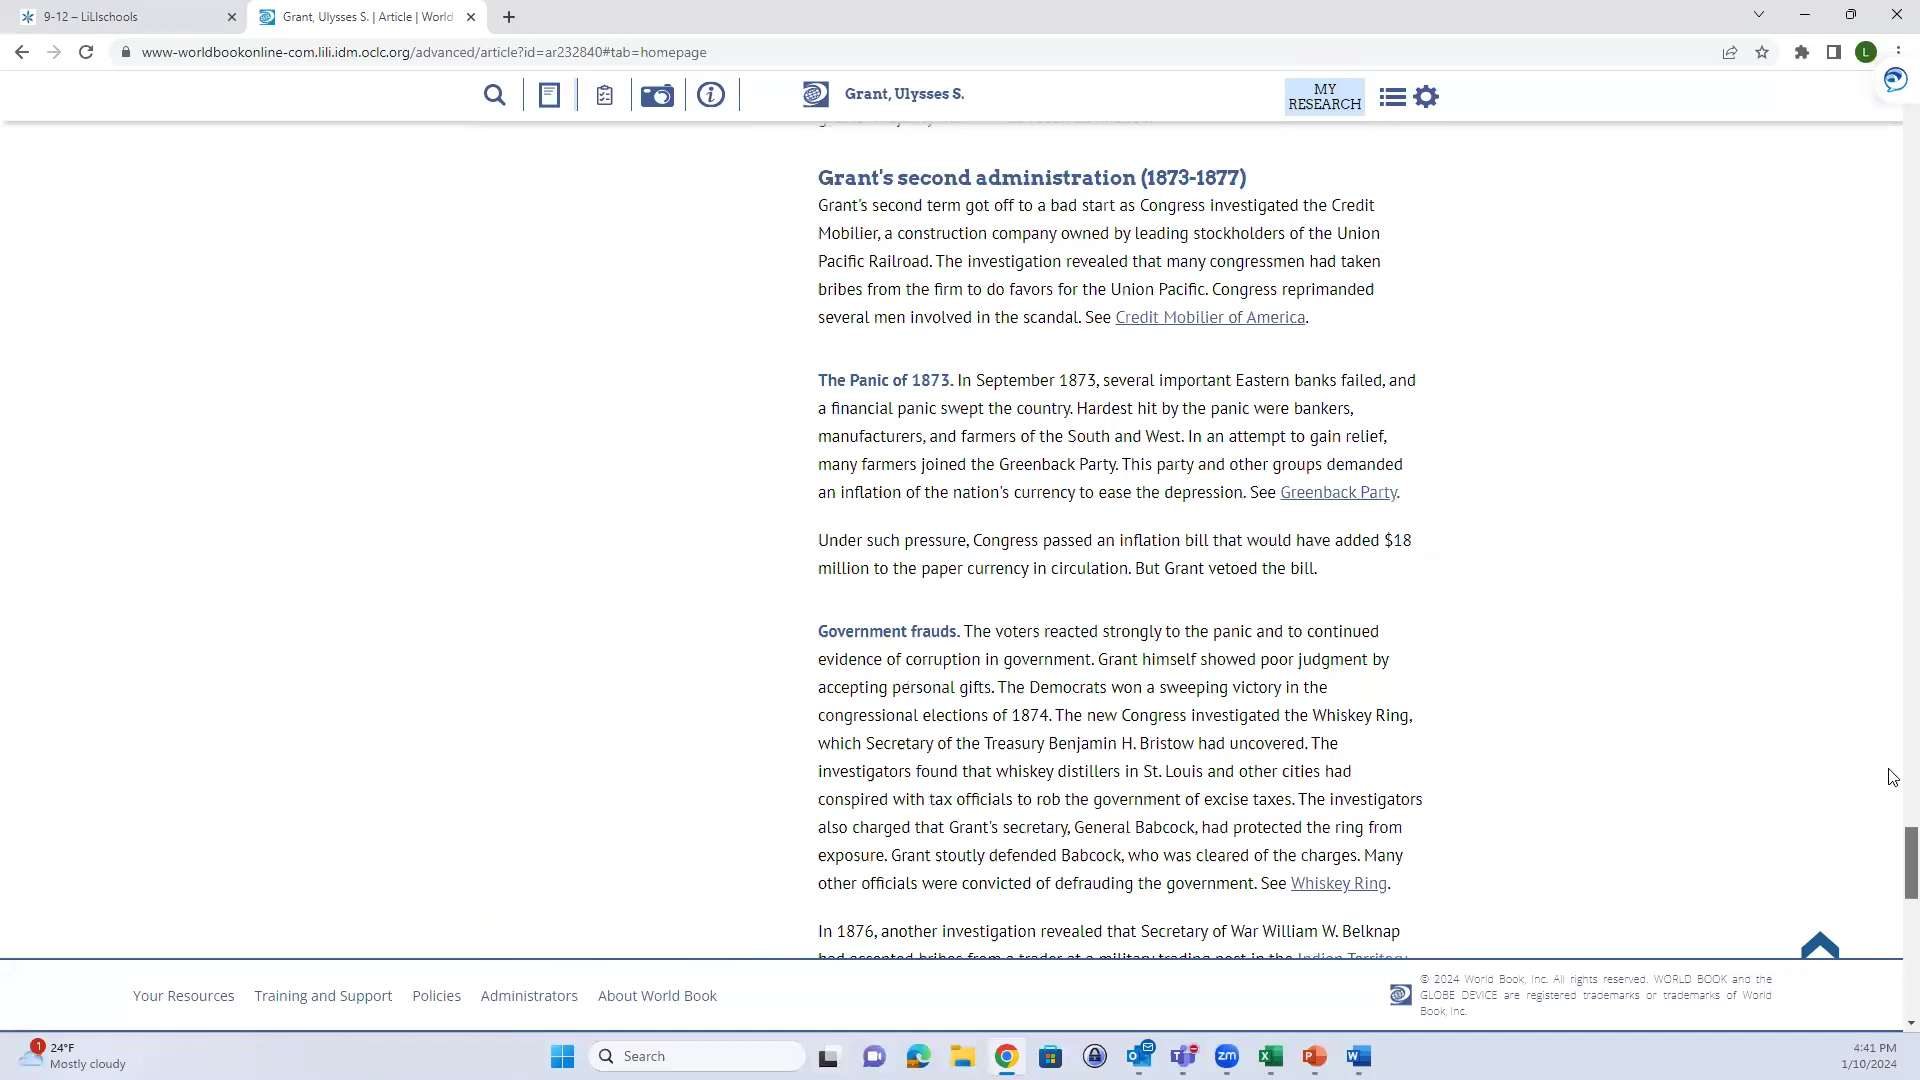 9-12 – LiLIschools
Grant, Ulysses S. | Article | World
www-worldbookonline-com.lili.idm.oclc.org/advanced/article?id=ar232840#tab=homepage
L
Grant, Ulysses S.
MY
RESEARCH
Grant's second administration (1873-1877)
Grant's second term got off to a bad start as Congress investigated the Credit
Mobilier, a construction company owned by leading stockholders of the Union
Pacific Railroad. The investigation revealed that many congressmen had taken
bribes from the firm to do favors for the Union Pacific. Congress reprimanded
several men involved in the scandal. See Credit Mobilier of America.
The Panic of 1873. In September 1873, several important Eastern banks failed, and
a financial panic swept the country. Hardest hit by the panic were bankers,
manufacturers, and farmers of the South and West. In an attempt to gain relief,
many farmers joined the Greenback Party. This party and other groups demanded
an inflation of the nation's currency to ease the depression. See Greenback Party.
Under such pressure, Congress passed an inflation bill that would have added $18
million to the paper currency in circulation. But Grant vetoed the bill.
Government frauds. The voters reacted strongly to the panic and to continued
evidence of corruption in government. Grant himself showed poor judgment by
accepting personal gifts. The Democrats won a sweeping victory in the
congressional elections of 1874. The new Congress investigated the Whiskey Ring,
which Secretary of the Treasury Benjamin H. Bristow had uncovered. The
investigators found that whiskey distillers in St. Louis and other cities had
conspired with tax officials to rob the government of excise taxes. The investigators
also charged that Grant's secretary, General Babcock, had protected the ring from
exposure. Grant stoutly defended Babcock, who was cleared of the charges. Many
other officials were convicted of defrauding the government. See Whiskey Ring.
In 1876, another investigation revealed that Secretary of War William W. Belknap
had accepted bribes from a trader at a military trading post in the Indian Territory
Your Resources Training and Support Policies Administrators About World Book
© 2024 World Book, Inc. All rights reserved. WORLD BOOK and the
GLOBE DEVICE are registered trademarks or trademarks of World
Book, Inc.
1
24°F
Mostly cloudy
Search
zm
4:41 PM
1/10/2024